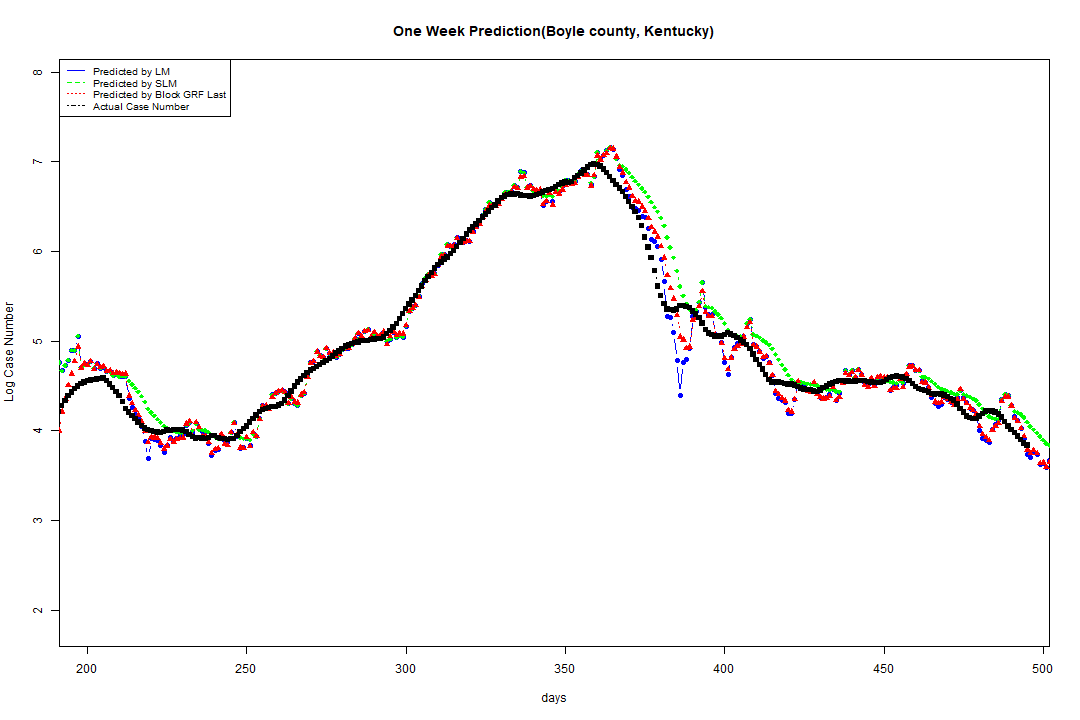 One Week Prediction(Boyle county, Kentucky)
Predicted by LM
Predicted by SLM
Predicted by Block GRF Last
Actual Case Number
Log Case Number
8
7
6
5
4
3
2
200 250 300 350 400 450 500
days